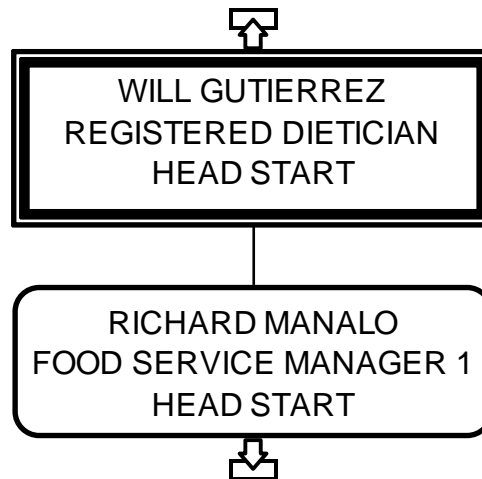 WILL GUTIERREZ
REGISTERED DIETICIAN
HEAD START
RICHARD MANALO
FOOD SERVICE MANAGER 1
HEAD START